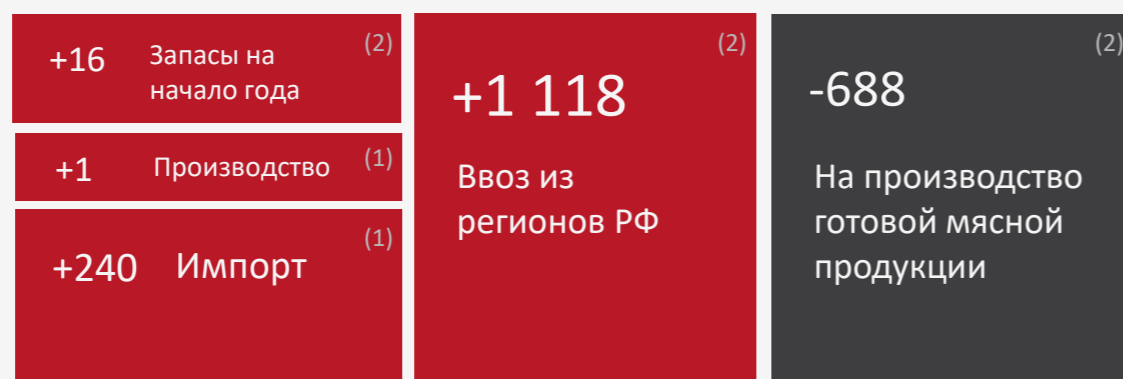 +16 Запасы на (2)
начало года
+1 Производство (1)
+240 Импорт (1)
+1 118 (2)
Ввоз из
регионов РФ
-688 (2)
На производство
готовой мясной
продукции